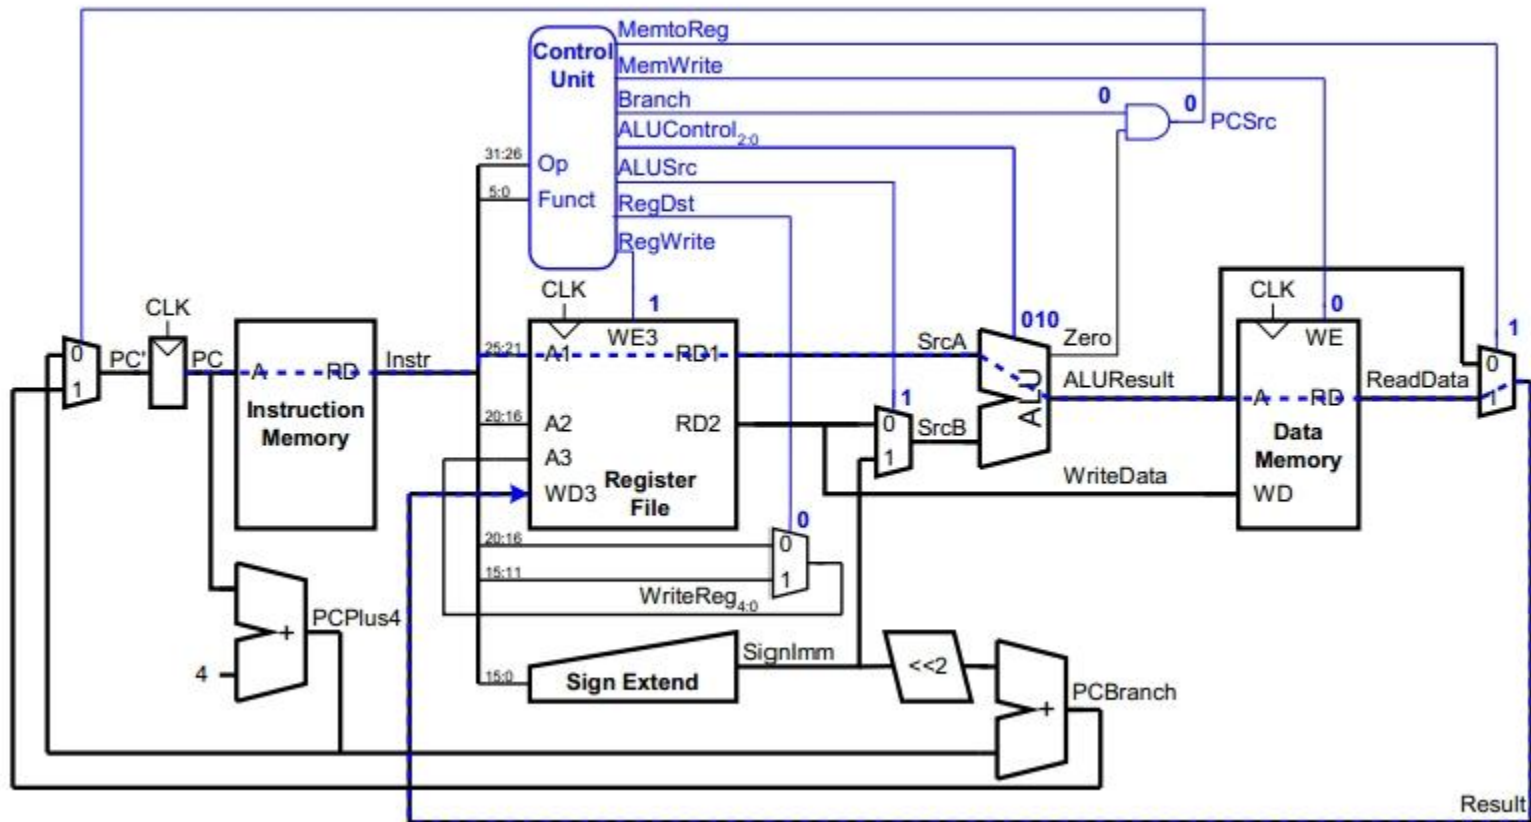 MemtoReg
Control
Unit
MemWrite
Branch
0
0
PCSrc
ALUControl2:0
31:26
Op
ALUSrc
5:0
Funct
RegDst
RegWrite
CLK
1
CLK
010
Zero
CLK
0
1
0
1
PC'
PC
A
RD
Instr
Instruction
Memory
25:21
A1
WE3
RD1
20:16
A2
RD2
A3
WD3
Register
File
SrcA
1
0
1
SrcB
ALU
ALUResult
WE
A
RD
Data
Memory
ReadData
0
1
WriteData
WD
0
20:16
0
15:11
1
WriteReg4:0
PCPlus4
+
4
15:0
Sign Extend
SignImm
<<2
+
PCBranch
Result